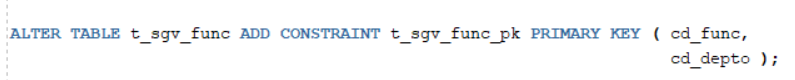 ALTER TABLE t_sgv_func ADD CONSTRAINT t_sgv_func_pk PRIMARY KEY ( cd_func,
cd_depto );